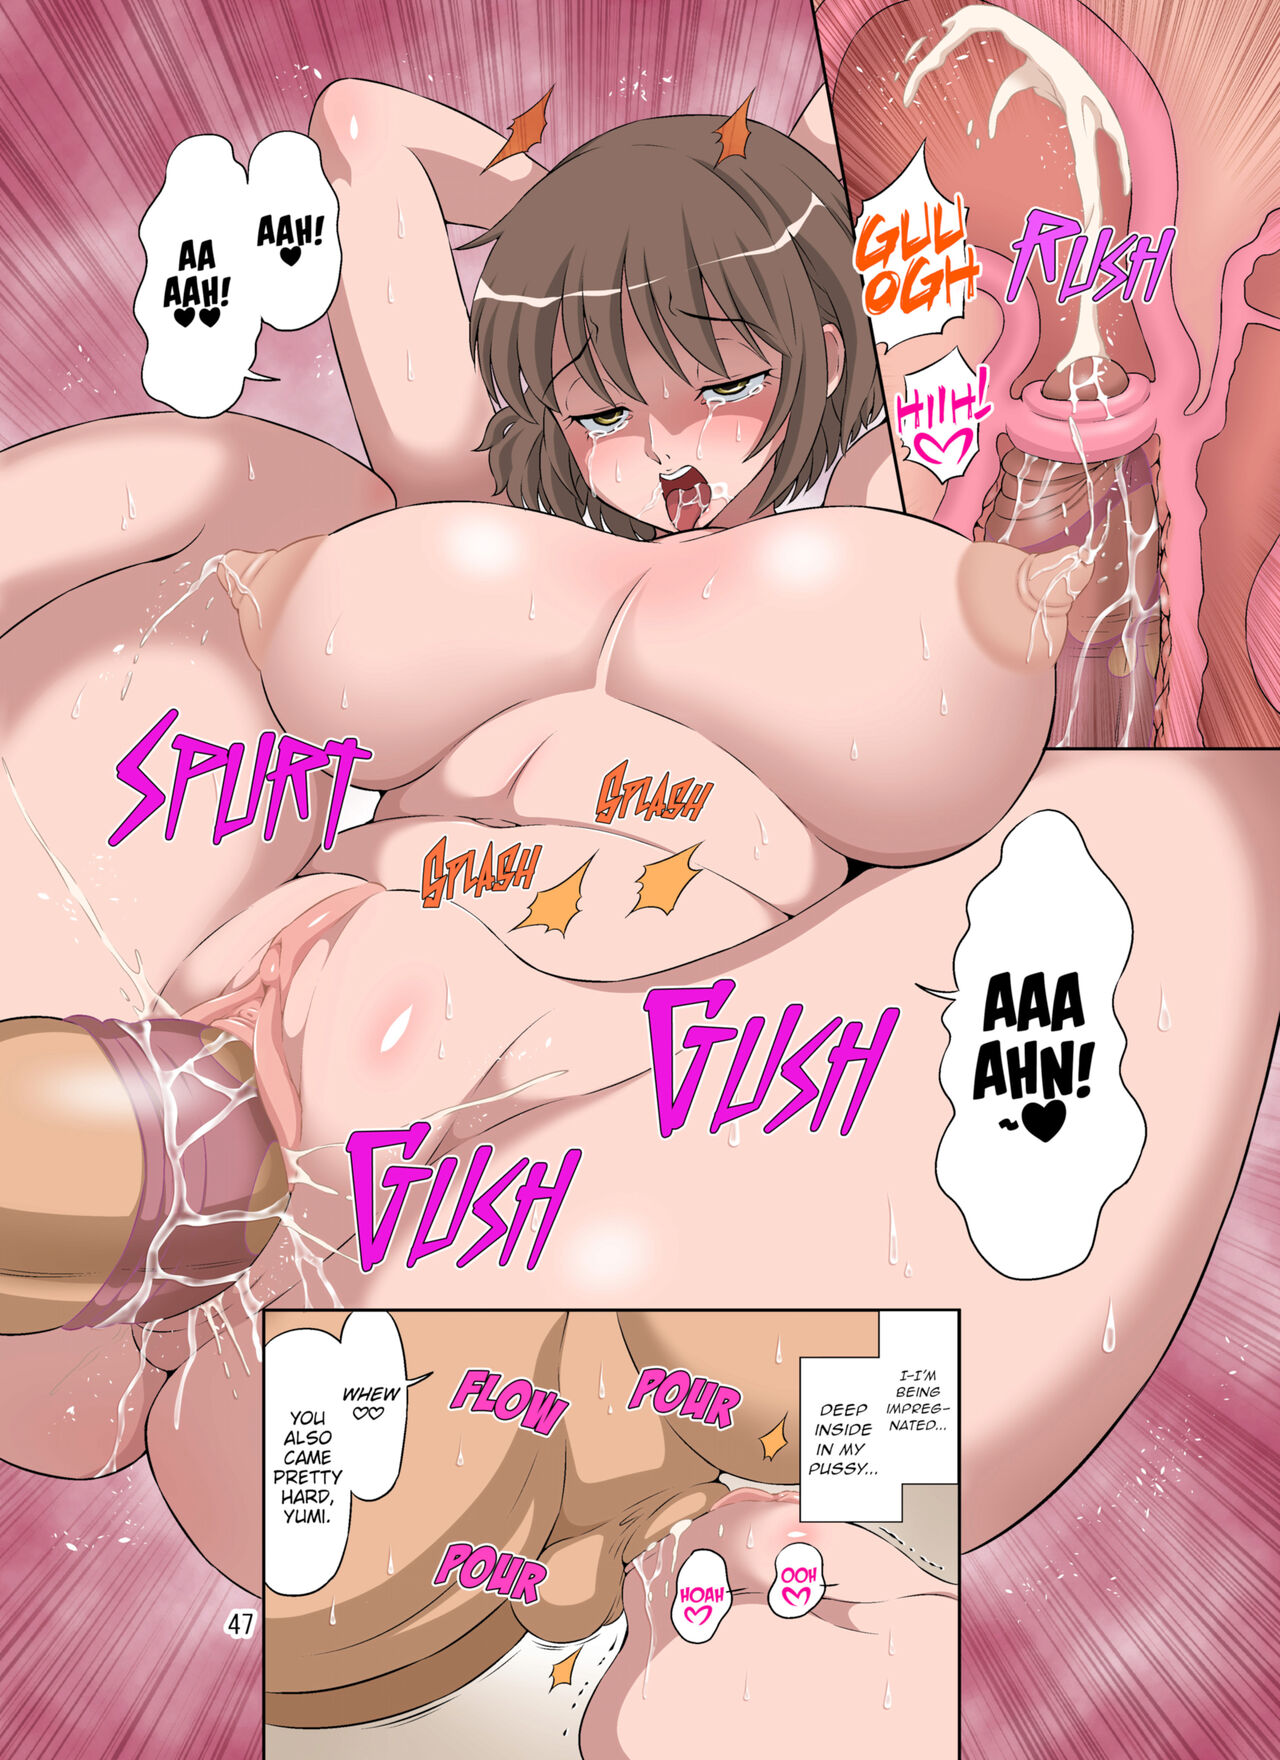 GUU
OGH
RUSH
HIIH!
♡
AAH!
♥
AA
AAH!
♥♥
SPURT
SPLASH
SPLASH
AAA
AHN!
~♥
GUSH
GUSH
I-I'M
BEING
IMPREG-
NATED...
DEEP
INSIDE
IN MY
PUSSY...
POUR
FLOW
WHEW
♡♡
YOU
ALSO
CAME
PRETTY
HARD,
YUMI.
POUR
OOH
♡
HOAH
♡
47